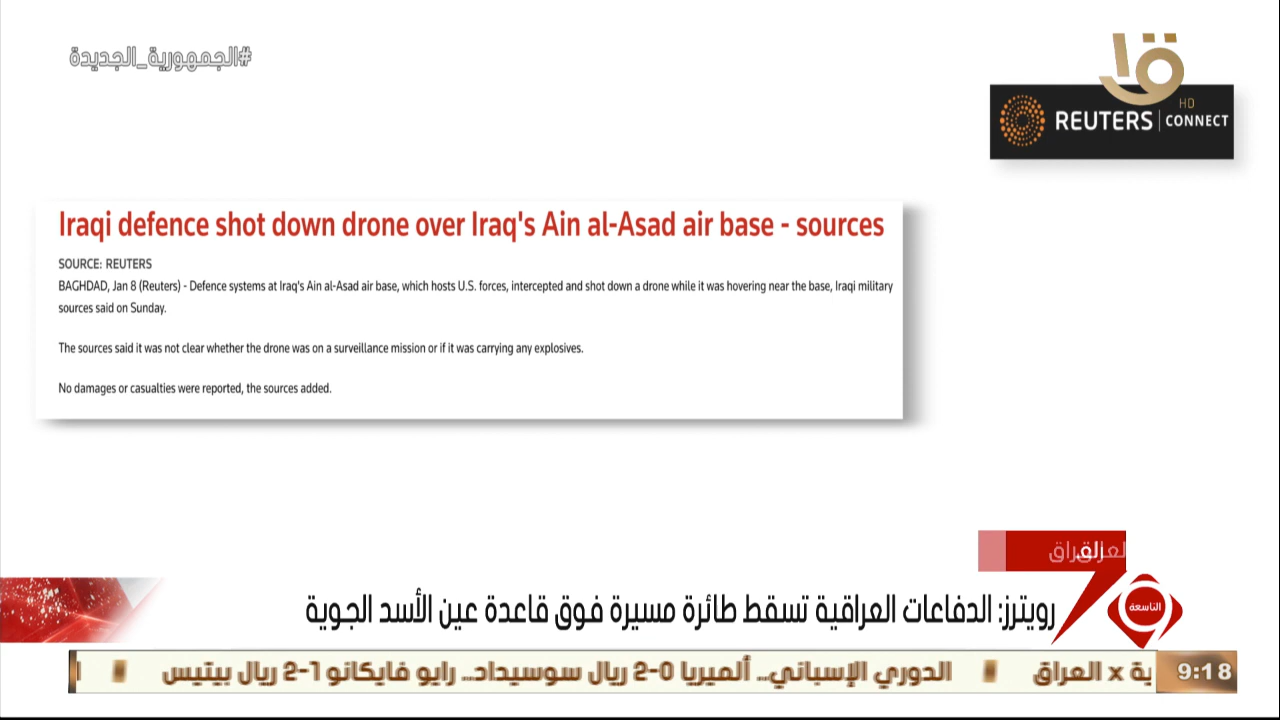 #الجمهورية_الجديدة
HD
REUTERS CONNECT
Iraqi defence shot down drone over Iraq's Ain al-Asad air base - sources
SOURCE: REUTERS
BAGHDAD, Jan 8 (Reuters) - Defence systems at Iraq's Ain al-Asad air base, which hosts U.S. forces, intercepted and shot down a drone while it was hovering near the base, Iraqi military
sources said on Sunday.
The sources said it was not clear whether the drone was on a surveillance mission or if it was carrying any explosives.
No damages or casualties were reported, the sources added.
رويترز: الدفاعات العراقية تسقط طائرة مسيرة فوق قاعدة عين الأسد الجوية
التاسعة
ية x العراق الدوري الإسباني.. ألميريا 0-2 ريال سوسيداد.. رايو فايكانو 1-2 ريال بيتيس
9:18